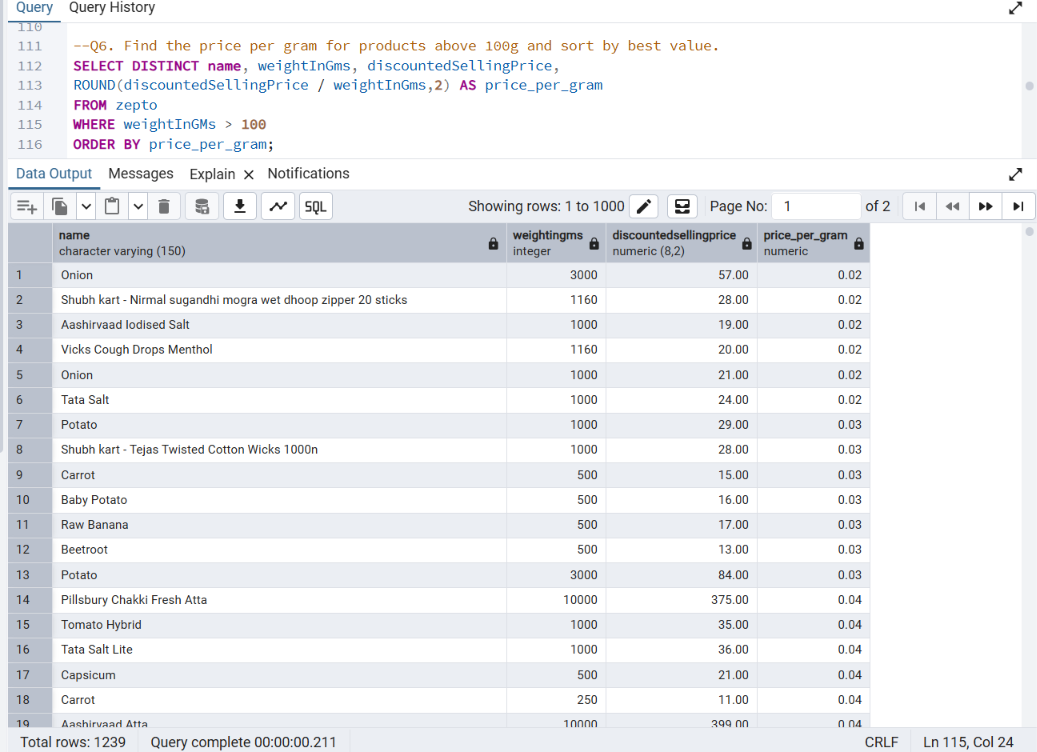 Query Query History
110
111 --Q6. Find the price per gram for products above 100g and sort by best value.
112 SELECT DISTINCT name, weightInGms, discountedSellingPrice,
113 ROUND(discountedSellingPrice / weightInGms,2) AS price_per_gram
114 FROM zepto
115 WHERE weightInGMs > 100
116 ORDER BY price_per_gram;
Data Output Messages Explain Notifications
SQL Showing rows: 1 to 1000 Page No: 1 of 2
name weightingms discountedsellingprice price_per_gram
character varying (150) integer numeric (8,2) numeric
1 Onion 3000 57.00 0.02
2 Shubh kart - Nirmal sugandhi mogra wet dhoop zipper 20 sticks 1160 28.00 0.02
3 Aashirvaad Iodised Salt 1000 19.00 0.02
4 Vicks Cough Drops Menthol 1160 20.00 0.02
5 Onion 1000 21.00 0.02
6 Tata Salt 1000 24.00 0.02
7 Potato 1000 29.00 0.03
8 Shubh kart - Tejas Twisted Cotton Wicks 1000n 1000 28.00 0.03
9 Carrot 500 15.00 0.03
10 Baby Potato 500 16.00 0.03
11 Raw Banana 500 17.00 0.03
12 Beetroot 500 13.00 0.03
13 Potato 3000 84.00 0.03
14 Pillsbury Chakki Fresh Atta 10000 375.00 0.04
15 Tomato Hybrid 1000 35.00 0.04
16 Tata Salt Lite 1000 36.00 0.04
17 Capsicum 500 21.00 0.04
18 Carrot 250 11.00 0.04
19 Aashirvaad Atta 10000 399.00 0.04
Total rows: 1239 Query complete 00:00:00.211 CRLF Ln 115, Col 24